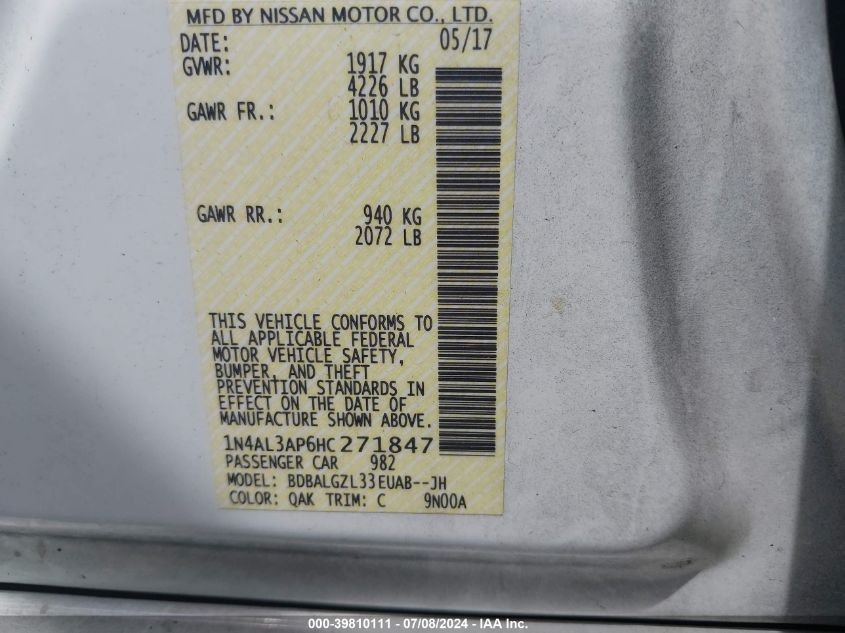 MFD BY NISSAN MOTOR CO., LTD.
DATE: 05/17
GVWR: 1917 KG
4226 LB
GAWR FR.: 1010 KG
2227 LB
GAWR RR.: 940 KG
2072 LB
THIS VEHICLE CONFORMS TO
ALL APPLICABLE FEDERAL
MOTOR VEHICLE SAFETY,
BUMPER, AND THEFT
PREVENTION STANDARDS IN
EFFECT ON THE DATE OF
MANUFACTURE SHOWN ABOVE.
1N4AL3AP6HC271847
PASSENGER CAR 982
MODEL: BDBALGZL33EUAB--JH
COLOR: QAK TRIM: C 9N00A
000-39810111 - 07/08/2024 - IAA Inc.